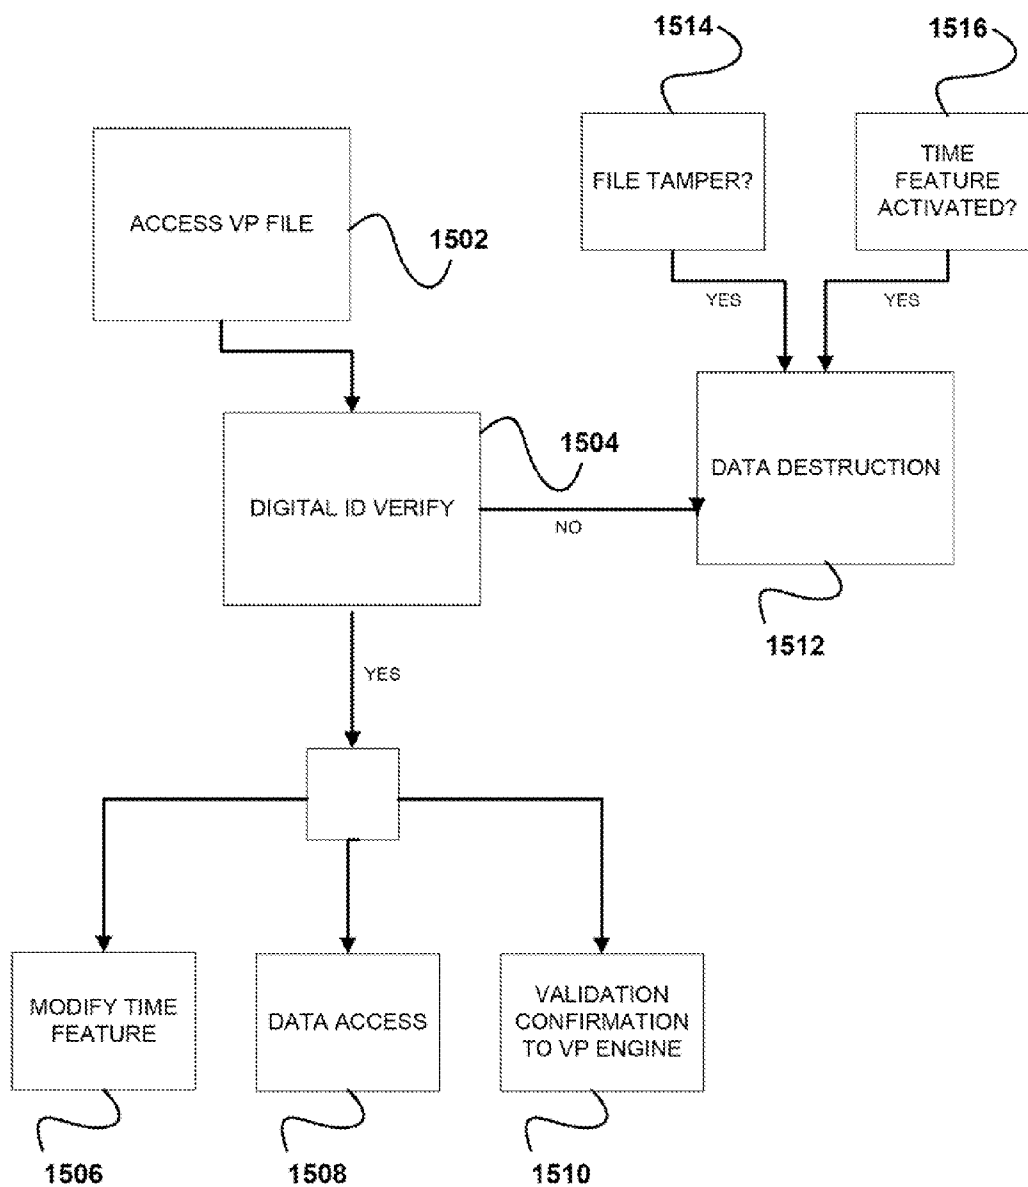 1514
1516
ACCESS VP FILE
1502
FILE TAMPER?
TIME
FEATURE
ACTIVATED?
YES
YES
DIGITAL ID VERIFY
1504
NO
DATA DESTRUCTION
1512
YES
MODIFY TIME
FEATURE
DATA ACCESS
VALIDATION
CONFIRMATION
TO VP ENGINE
1506
1508
1510